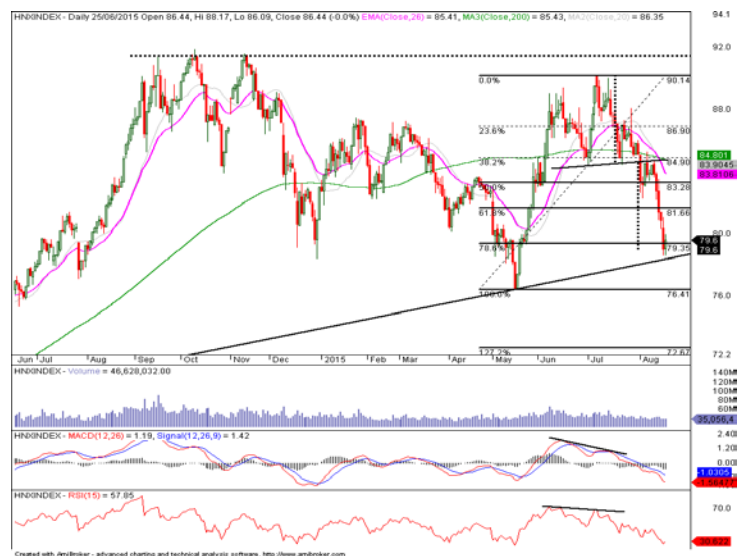 HNXINDEX - Daily 25/06/2015 Open 86.44, Hi 88.17, Lo 86.09, Close 86.44 (-0.0%) EMA(Close,26) = 85.41, MA3(Close,200) = 85.43, MA2(Close,20) = 86.35
94.1
92.0
0.0% 90.14
88.0
23.6% 86.90
84.801
38.2% 84.90
83.9045
83.8106
50.0% 83.28
61.8% 81.66
80.0
79.6
79.6
78.6% 79.35
100.0% 76.41
76.0
127.2% 72.67
72.2
Jun Jul Aug Sep Oct Nov Dec 2015 Feb Mar Apr May Jun Jul Aug
HNXINDEX - Volume = 46,628,032.00
140M
120M
100M
80M
60M
35,056,4
HNXINDEX - MACD(12,26) = 1.19, Signal(12,26,9) = 1.42
2.40
1.20
0.00
-1.0305
HNXINDEX - RSI(15) = 57.85
70.0
30.822
Created with AmiBroker - advanced charting and technical analysis software. http://www.amibroker.com